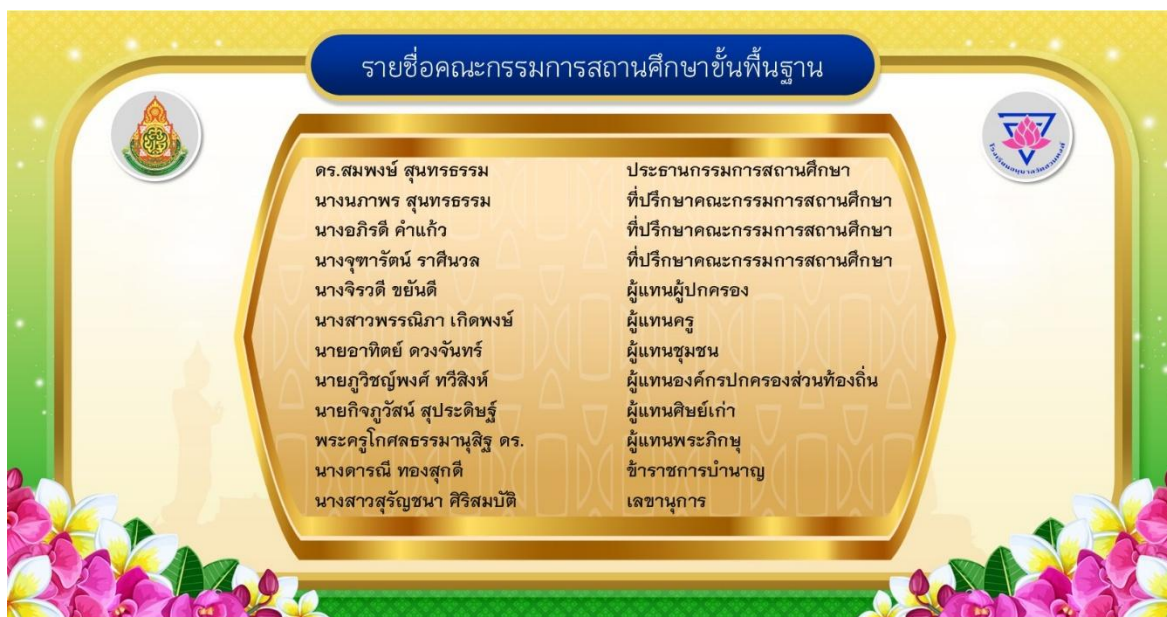 รายชื่อคณะกรรมการสถานศึกษาขั้นพื้นฐาน
ดร.สมพงษ์ สุนทรธรรม ประธานกรรมการสถานศึกษา
นางนภาพร สุนทรธรรม ที่ปรึกษาคณะกรรมการสถานศึกษา
นางอภิรดี คำแก้ว ที่ปรึกษาคณะกรรมการสถานศึกษา
นางจุฑารัตน์ ราศีนวล ที่ปรึกษาคณะกรรมการสถานศึกษา
นางจิรวดี ขยันดี ผู้แทนผู้ปกครอง
นางสาวพรรณิภา เกิดพงษ์ ผู้แทนครู
นายอาทิตย์ ดวงจันทร์ ผู้แทนชุมชน
นายภูวิชญ์พงศ์ ทวีสิงห์ ผู้แทนองค์กรปกครองส่วนท้องถิ่น
นายกิจภูวัสน์ สุประดิษฐ์ ผู้แทนศิษย์เก่า
พระครูโกศลธรรมานุสิฐ ดร. ผู้แทนพระภิกษุ
นางดารณี ทองสุกดี ข้าราชการบำนาญ
นางสาวสุรัญชนา ศิริสมบัติ เลขานุการ